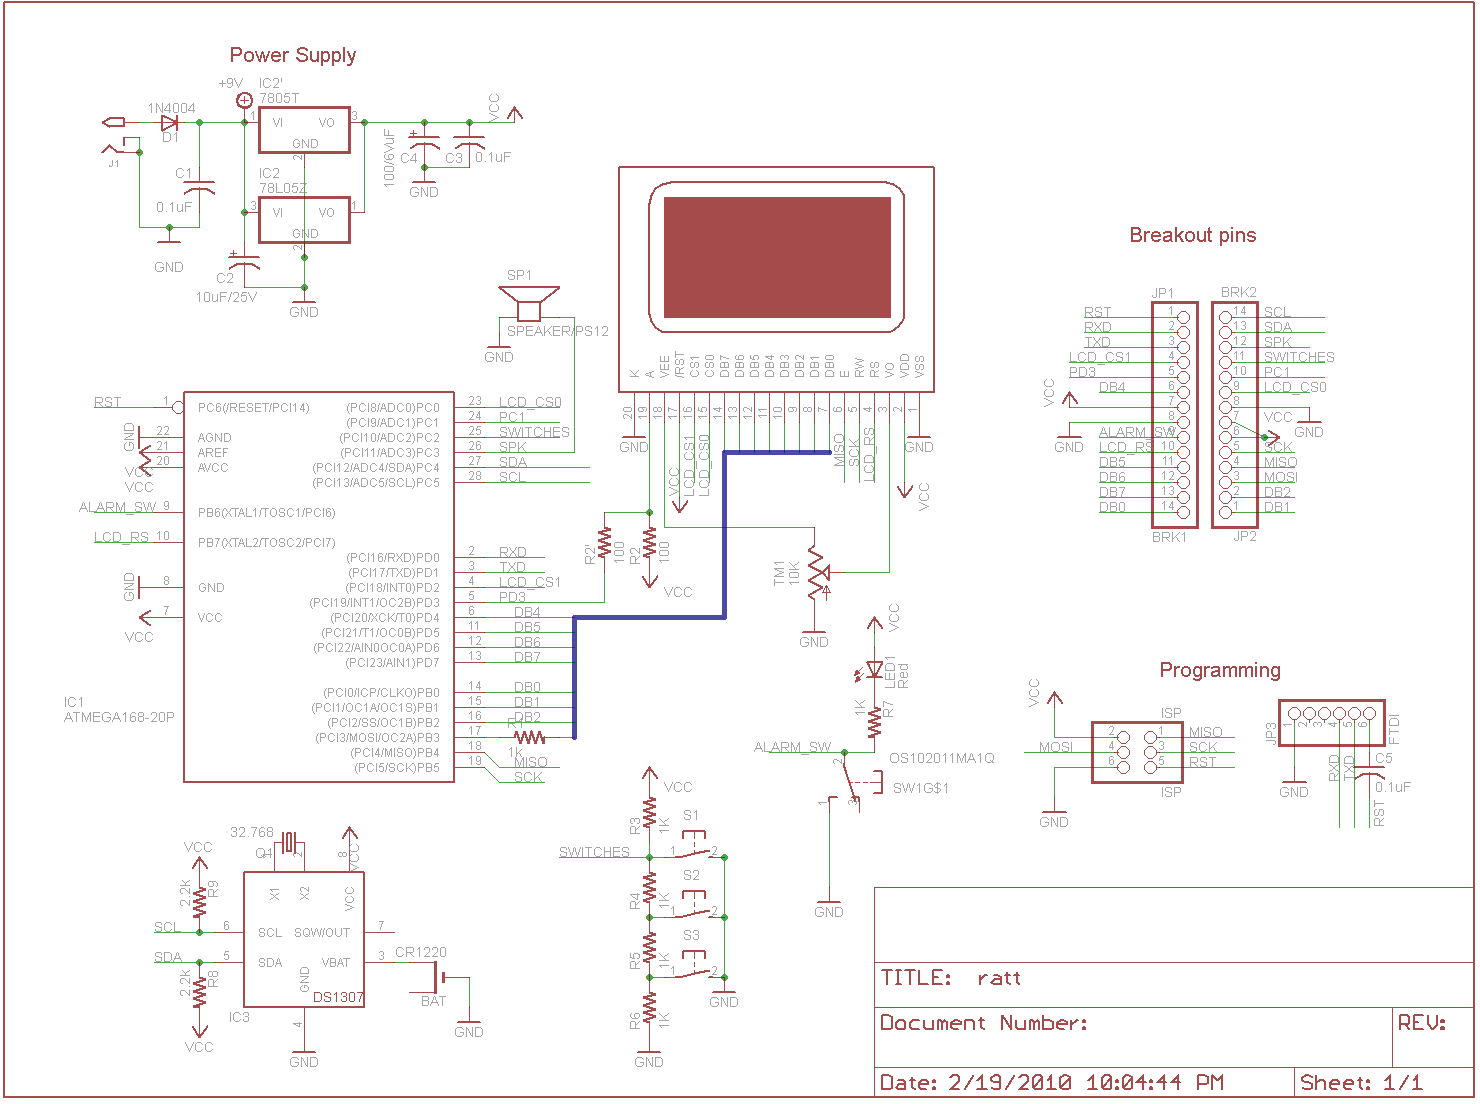 Power Supply
+9V
IC2'
7805T
1N4004
D1
J1
1
VI
VO
3
GND
2
C1
0.1uF
GND
IC2
78L05Z
3
VI
VO
1
GND
2
C2
10uF/25V
GND
100/6VuF
C4
C3
0.1uF
VCC
GND
SP1
SPEAKER/PS12
GND
K
A
VEE
/RST
CS1
CS0
DB7
DB6
DB5
DB4
DB3
DB2
DB1
DB0
E
RW
RS
VO
VDD
VSS
20
19
18
17
16
15
14
13
12
11
10
9
8
7
6
5
4
3
2
1
GND
VCC
LCD_CS1
LCD_CS0
MISO
SCK
LCD_RS
VCC
GND
R2'
100
R2
100
VCC
TM1
10K
GND
Breakout pins
JP1
BRK2
RST 1
RXD 2
TXD 3
LCD_CS1 4
PD3 5
DB4 6
VCC 7
GND 8
ALARM_SW 9
LCD_RS 10
DB5 11
DB6 12
DB7 13
DB0 14
BRK1
14 SCL
13 SDA
12 SPK
11 SWITCHES
10 PC1
9 LCD_CS0
8 GND
7 VCC
6
5 SCK
4 MISO
3 MOSI
2 DB2
1 DB1
JP2
RST 1 PC6(/RESET/PCI14)
GND 22 AGND
21 AREF
VCC 20 AVCC
VCC
ALARM_SW 9 PB6(XTAL1/TOSC1/PCI6)
LCD_RS 10 PB7(XTAL2/TOSC2/PCI7)
GND 8 GND
7 VCC
VCC
(PCI8/ADC0)PC0 23 LCD_CS0
(PCI9/ADC1)PC1 24 PC1
(PCI10/ADC2)PC2 25 SWITCHES
(PCI11/ADC3)PC3 26 SPK
(PCI12/ADC4/SDA)PC4 27 SDA
(PCI13/ADC5/SCL)PC5 28 SCL
(PCI16/RXD)PD0 2 RXD
(PCI17/TXD)PD1 3 TXD
(PCI18/INT0)PD2 4 LCD_CS1
(PCI19/INT1/OC2B)PD3 5 PD3
(PCI20/XCK/T0)PD4 6 DB4
(PCI21/T1/OC0B)PD5 11 DB5
(PCI22/AIN0OC0A)PD6 12 DB6
(PCI23/AIN1)PD7 13 DB7
(PCI0/ICP/CLKO)PB0 14 DB0
(PCI1/OC1A/OC1S)PB1 15 DB1
(PCI2/SS/OC1B)PB2 16 DB2
(PCI3/MOSI/OC2A)PB3 17 R1
(PCI4/MISO)PB4 18 1K MISO
(PCI5/SCK)PB5 19 SCK
IC1
ATMEGA168-20P
VCC
LED1
Red
1K
R7
ALARM_SW
2
1
3
OS102011MA1Q
SW1G$1
GND
Programming
VCC
ISP
2
1
MISO
MOSI
4
3
SCK
6
5
RST
ISP
GND
JP3
1
2
3
4
5
6
FTDI
GND
RXD
TXD
C5
0.1uF
RST
32.768
Q1
1
2
VCC
8
VCC
2.2k
R9
SCL
6
SDA
5
2.2k
R8
VCC
X1
X2
VCC
SCL
SQW/OUT
7
SDA
VBAT
3
GND
DS1307
IC3
4
GND
CR1220
BAT
GND
VCC
R3
1K
SWITCHES
S1
1
2
R4
1K
S2
1
2
R5
1K
S3
1
2
R6
1K
GND
GND
TITLE: ratt
Document Number:
REV:
Date: 2/19/2010 10:04:44 PM
Sheet: 1/1